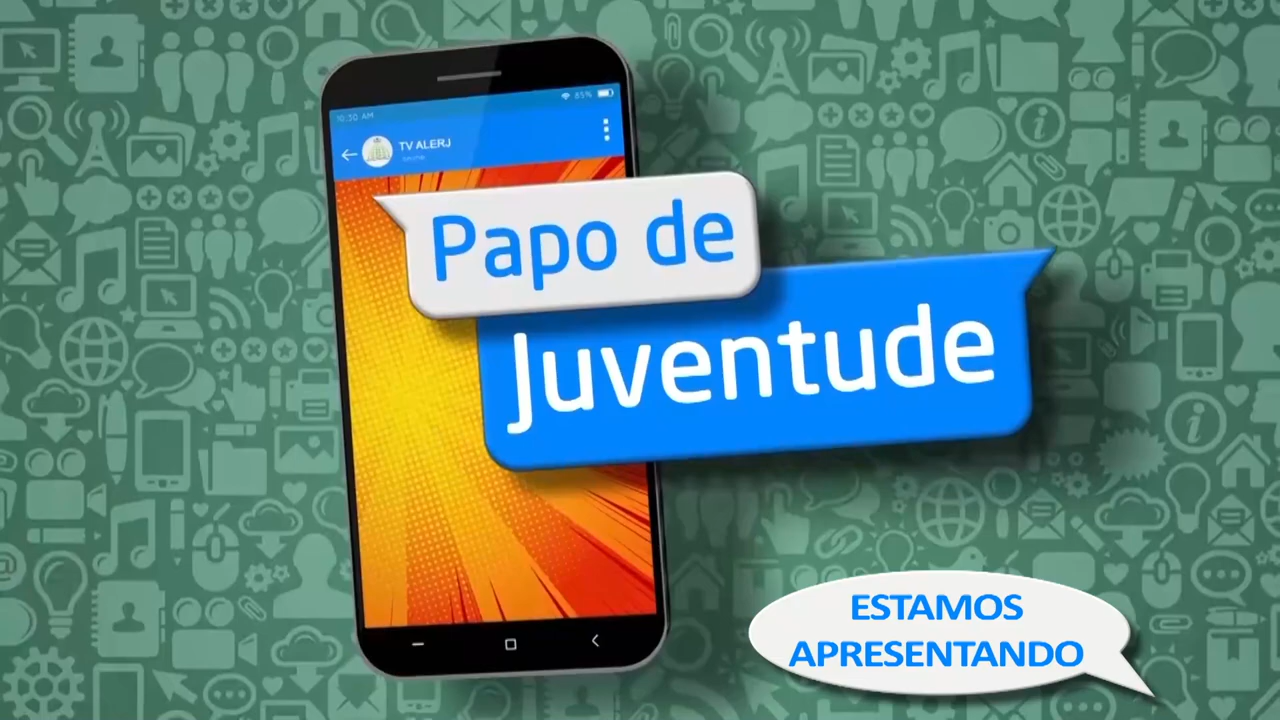 10:30 AM
85%
TV ALERJ
Papo de
Juventude
ESTAMOS
APRESENTANDO